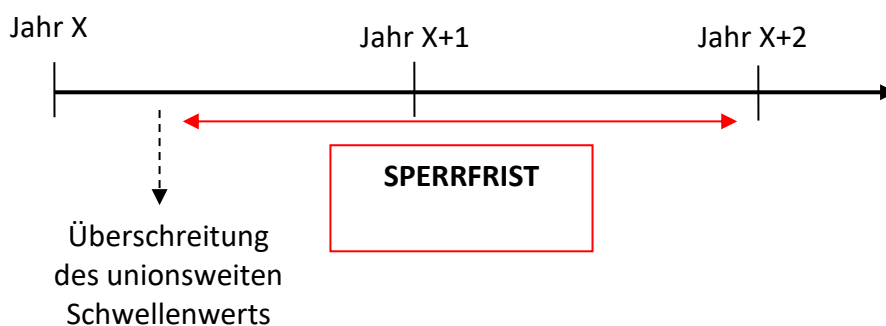 Jahr X
Jahr X+1
Jahr X+2
SPERRFRIST
Überschreitung
des unionsweiten
Schwellenwerts